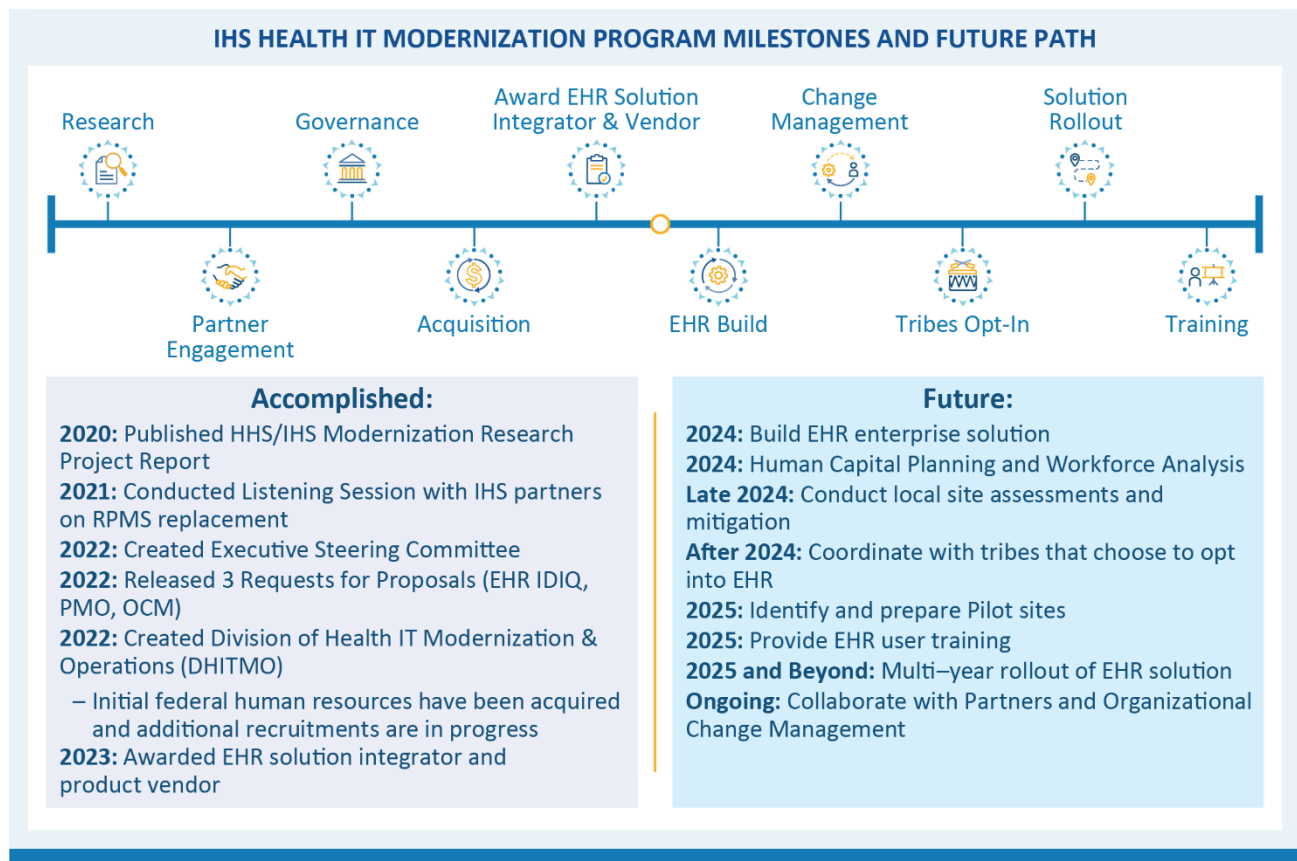 IHS HEALTH IT MODERNIZATION PROGRAM MILESTONES AND FUTURE PATH
Research
Governance
Award EHR Solution
Integrator & Vendor
Change
Management
Solution
Rollout
Partner
Engagement
Acquisition
EHR Build
Tribes Opt-In
Training
Accomplished:
2020: Published HHS/IHS Modernization Research
Project Report
2021: Conducted Listening Session with IHS partners
on RPMS replacement
2022: Created Executive Steering Committee
2022: Released 3 Requests for Proposals (EHR IDIQ,
PMO, OCM)
2022: Created Division of Health IT Modernization &
Operations (DHITMO)
– Initial federal human resources have been acquired
and additional recruitments are in progress
2023: Awarded EHR solution integrator and
product vendor
Future:
2024: Build EHR enterprise solution
2024: Human Capital Planning and Workforce Analysis
Late 2024: Conduct local site assessments and
mitigation
After 2024: Coordinate with tribes that choose to opt
into EHR
2025: Identify and prepare Pilot sites
2025: Provide EHR user training
2025 and Beyond: Multi–year rollout of EHR solution
Ongoing: Collaborate with Partners and Organizational
Change Management